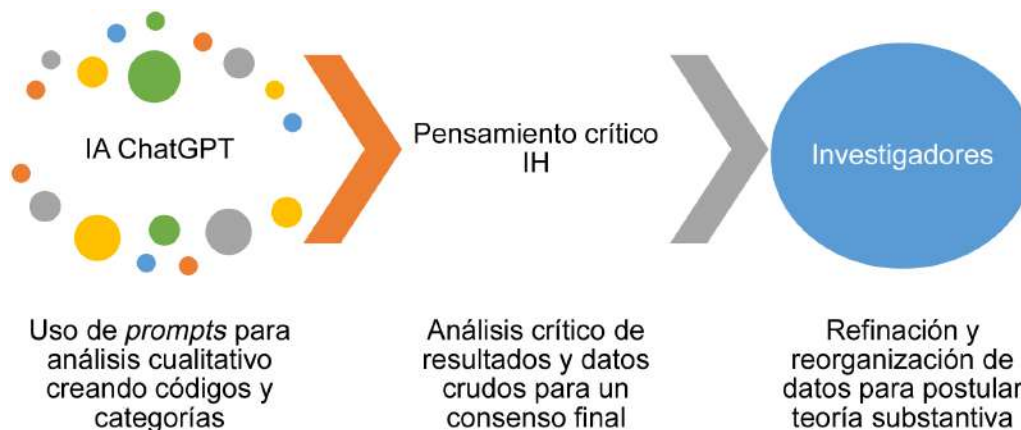 IA ChatGPT
Pensamiento crítico
IH
Investigadores
Uso de prompts para
análisis cualitativo
creando códigos y
categorías
Análisis crítico de
resultados y datos
crudos para un
consenso final
Refinación y
reorganización de
datos para postular
teoría substantiva